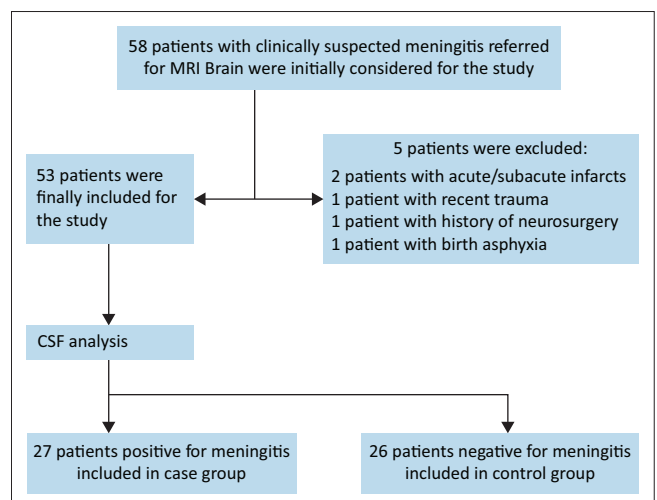 58 patients with clinically suspected meningitis referred
for MRI Brain were initially considered for the study
5 patients were excluded:
2 patients with acute/subacute infarcts
1 patient with recent trauma
1 patient with history of neurosurgery
1 patient with birth asphyxia
53 patients were
finally included for
the study
CSF analysis
27 patients positive for meningitis
included in case group
26 patients negative for meningitis
included in control group